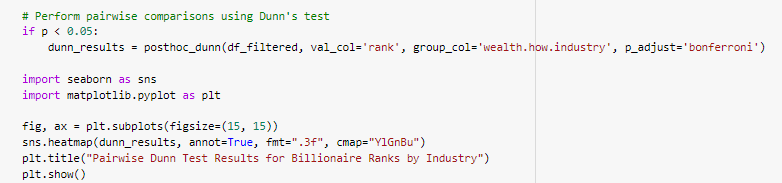 # Perform pairwise comparisons using Dunn's test
if p < 0.05:
    dunn_results = posthoc_dunn(df_filtered, val_col='rank', group_col='wealth.how.industry', p_adjust='bonferroni')

import seaborn as sns
import matplotlib.pyplot as plt

fig, ax = plt.subplots(figsize=(15, 15))
sns.heatmap(dunn_results, annot=True, fmt=".3f", cmap="YlGnBu")
plt.title("Pairwise Dunn Test Results for Billionaire Ranks by Industry")
plt.show()